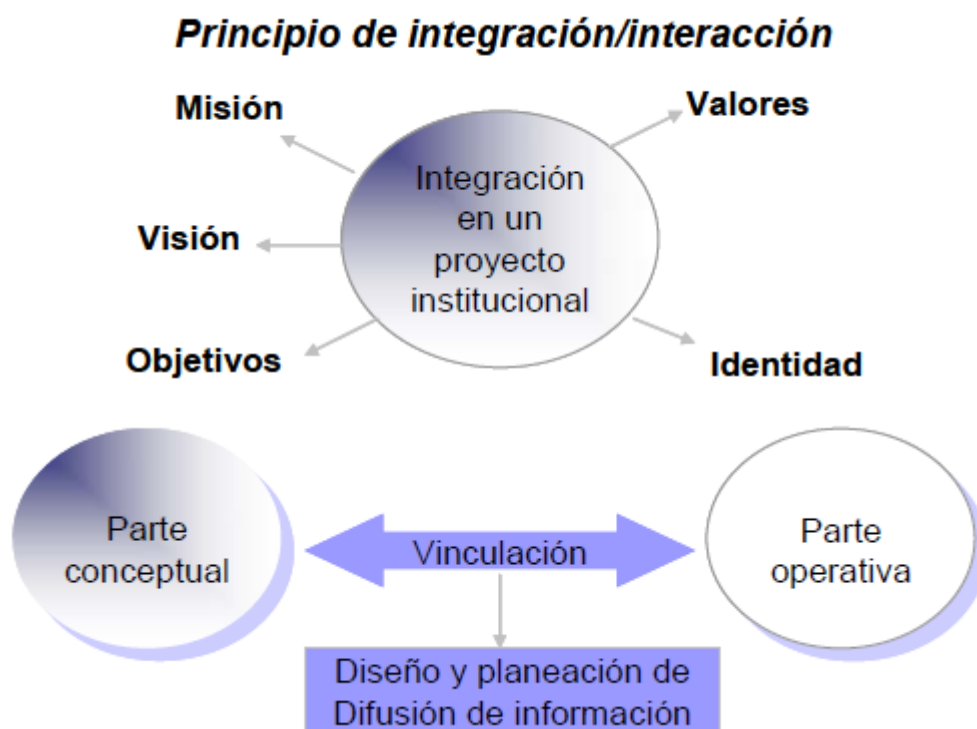 Principio de integración/interacción
Misión
Valores
Integración
en un
proyecto
institucional
Visión
Objetivos
Identidad
Parte
conceptual
Vinculación
Parte
operativa
Diseño y planeación de
Difusión de información